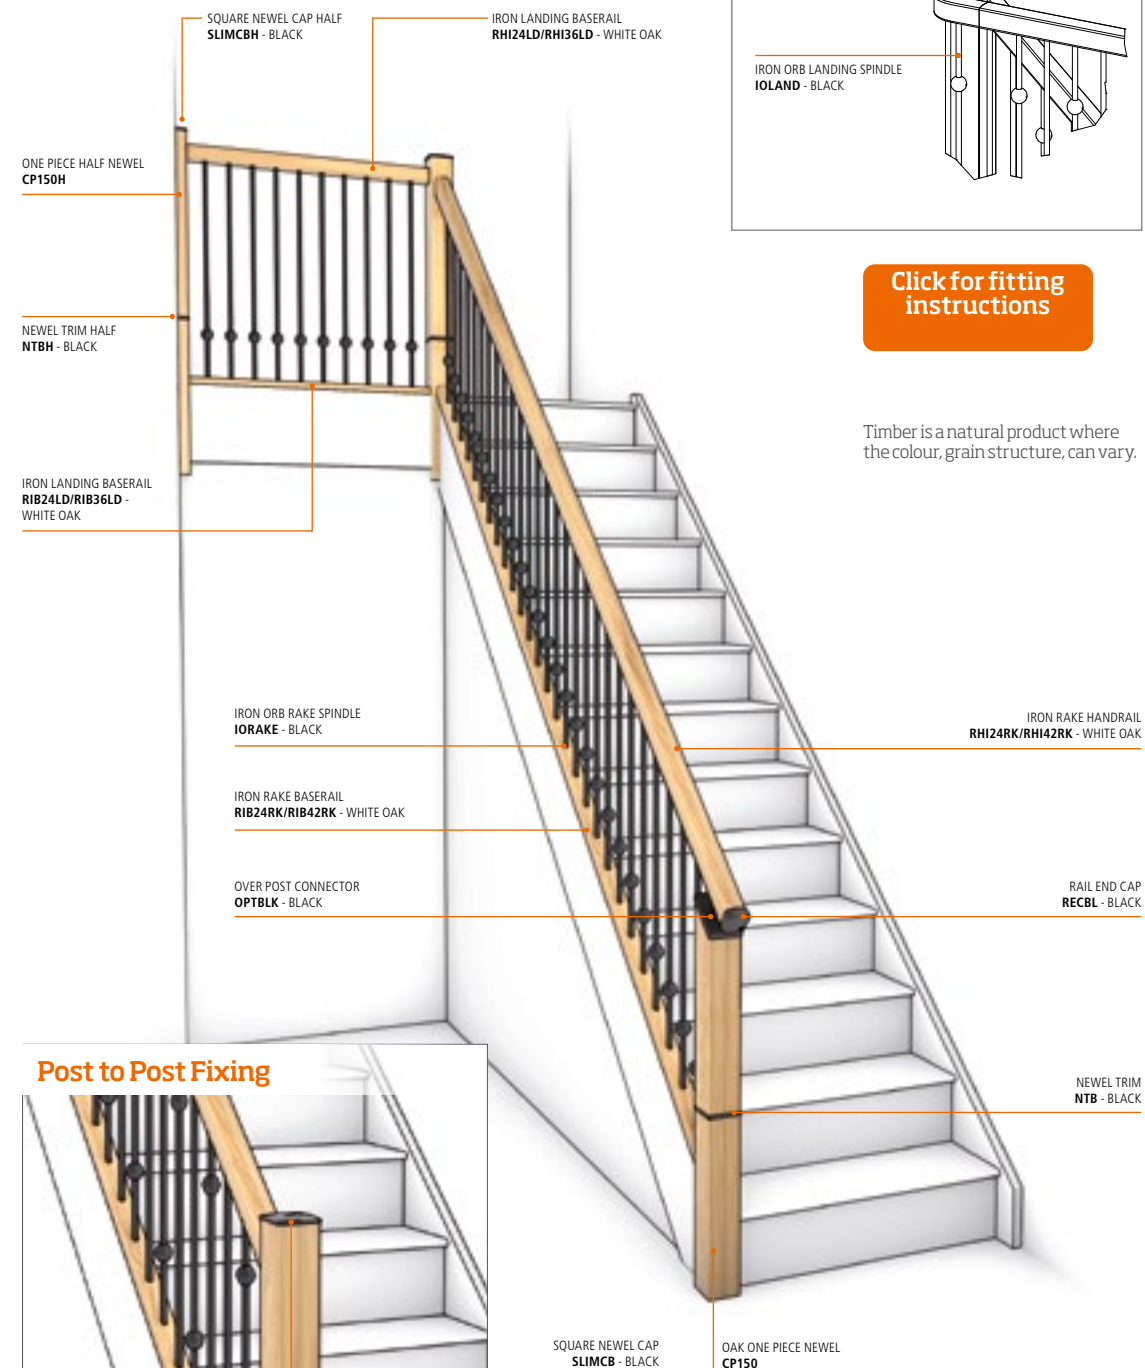 SQUARE NEWEL CAP HALF
SLIMCBH - BLACK
IRON LANDING BASERAIL
RHI24LD/RHI36LD - WHITE OAK
IRON ORB LANDING SPINDLE
IOLAND - BLACK
ONE PIECE HALF NEWEL
CP150H
Click for fitting
instructions
NEWEL TRIM HALF
NTBH - BLACK
Timber is a natural product where
the colour, grain structure, can vary.
IRON LANDING BASERAIL
RIB24LD/RIB36LD -
WHITE OAK
IRON ORB RAKE SPINDLE
IORAKE - BLACK
IRON RAKE HANDRAIL
RHI24RK/RHI42RK - WHITE OAK
IRON RAKE BASERAIL
RIB24RK/RIB42RK - WHITE OAK
OVER POST CONNECTOR
OPTBLK - BLACK
RAIL END CAP
RECBL - BLACK
Post to Post Fixing
NEWEL TRIM
NTB - BLACK
SQUARE NEWEL CAP
SLIMCB - BLACK
OAK ONE PIECE NEWEL
CP150